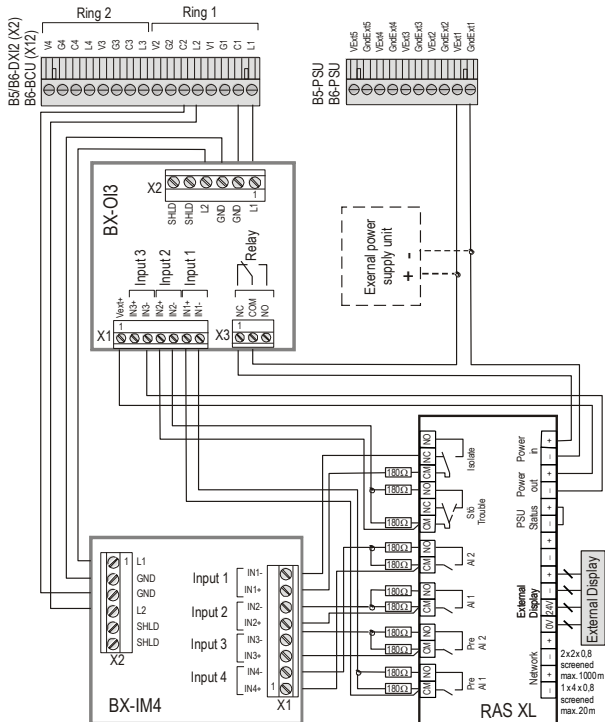 Ring 2
Ring 1
B5/B6-DXI2 (X2)
B6-BCU (X12)
V4
G4
C4
L4
V3
G3
C3
L3
V2
G2
C2
L2
V1
G1
C1
L1
B5-PSU
B6-PSU
VExt5
GndExt5
VExt4
GndExt4
VExt3
GndExt3
VExt2
GndExt2
VExt1
GndExt1
BX-OI3
X2
1
SHLD
SHLD
L2
GND
GND
L1
Exernal power
supply unit
+ -
Input 3
Input 2
Input 1
Relay
Vext+
IN3+
IN3-
IN2+
IN2-
IN1+
IN1-
NC
COM
NO
X1
1
X3
1
NO
NC
CM
Isolate
180Ω
180Ω
NO
NC
CM
Stö
Trouble
180Ω
NO
CM
Al 2
180Ω
180Ω
NO
CM
Al 1
180Ω
180Ω
NO
CM
Pre
Al 2
180Ω
180Ω
NO
CM
Pre
Al 1
180Ω
180Ω
Power
in
+
–
Power
out
+
–
PSU
Status
+
–
+
–
+
–
External
Display
24V
0V
External Display
Network
+
–
+
–
2x2x0,8
screened
max.1000m
1x4x0,8
screened
max.20m
RAS XL
1
L1
GND
GND
L2
SHLD
SHLD
X2
Input 1
Input 2
Input 3
Input 4
IN1-
IN1+
IN2-
IN2+
IN3-
IN3+
IN4-
IN4+
1
X1
BX-IM4